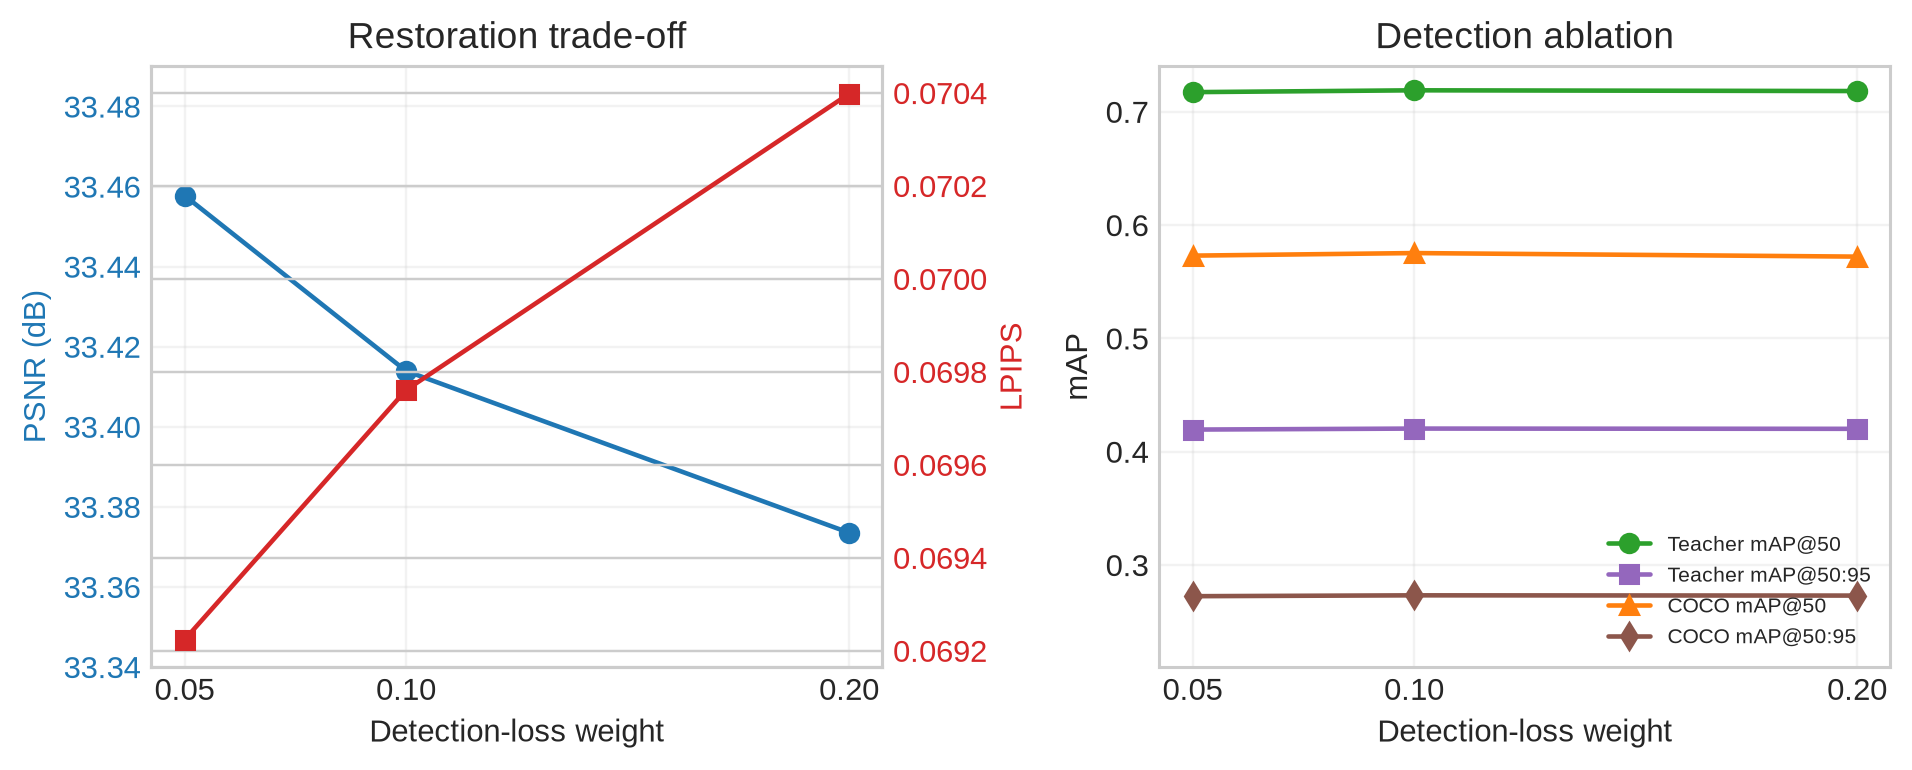 Restoration trade-off
33.48
33.46
33.44
33.42
33.40
33.38
33.36
33.34
PSNR (dB)
0.0704
0.0702
0.0700
0.0698
0.0696
0.0694
0.0692
LPIPS
0.05 0.10 0.20
Detection-loss weight
Detection ablation
mAP
0.7
0.6
0.5
0.4
0.3
Teacher mAP@50
Teacher mAP@50:95
COCO mAP@50
COCO mAP@50:95
0.05 0.10 0.20
Detection-loss weight